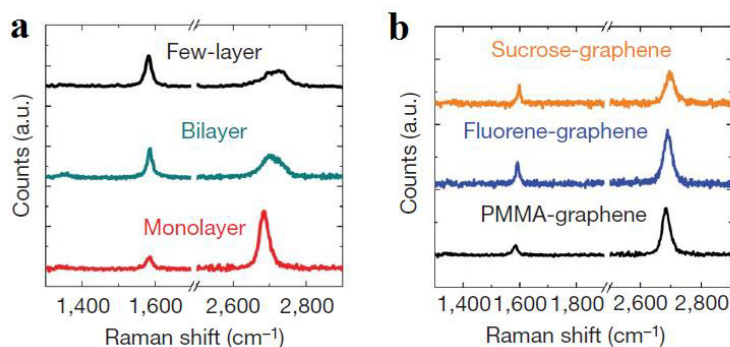 a
Few-layer
Bilayer
Monolayer
Counts (a.u.)
1,400 1,600 2,600 2,800
Raman shift (cm⁻¹)
b
Sucrose-graphene
Fluorene-graphene
PMMA-graphene
Counts (a.u.)
1,400 1,600 1,800 2,600 2,800
Raman shift (cm⁻¹)